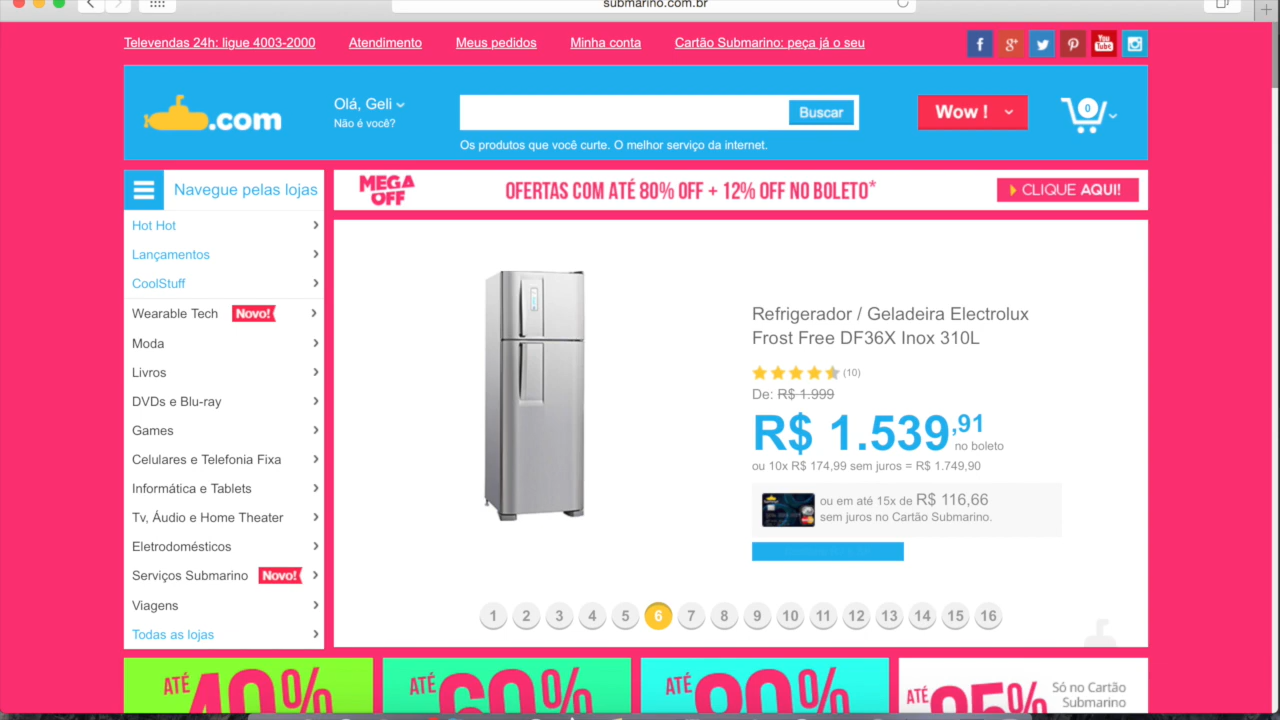 submarino.com.br
Televendas 24h: ligue 4003-2000 Atendimento Meus pedidos Minha conta Cartão Submarino: peça já o seu
f g+ p You Tube
.com Olá, Geli Buscar Wow ! 0
Não é você?
Os produtos que você curte. O melhor serviço da internet.
Navegue pelas lojas
MEGA OFF OFERTAS COM ATÉ 80% OFF + 12% OFF NO BOLETO* CLIQUE AQUI!
Hot Hot
Lançamentos
CoolStuff
Wearable Tech Novo!
Moda
Livros
DVDs e Blu-ray
Games
Celulares e Telefonia Fixa
Informática e Tablets
Tv, Áudio e Home Theater
Eletrodomésticos
Serviços Submarino Novo!
Viagens
Todas as lojas
Refrigerador / Geladeira Electrolux
Frost Free DF36X Inox 310L
(10)
De: R$ 1.999
R$ 1.539,91 no boleto
ou 10x R$ 174,99 sem juros = R$ 1.749,90
ou em até 15x de R$ 116,66
sem juros no Cartão Submarino.
1 2 3 4 5 6 7 8 9 10 11 12 13 14 15 16
ATÉ 40% ATÉ 60% ATÉ 80% ATÉ 85% Só no Cartão
Submarino